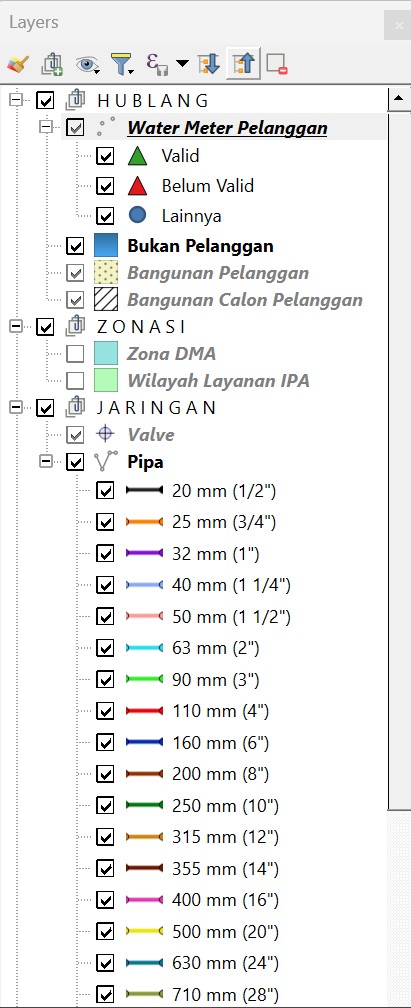 Layers
H U B L A N G
Water Meter Pelanggan
Valid
Belum Valid
Lainnya
Bukan Pelanggan
Bangunan Pelanggan
Bangunan Calon Pelanggan
Z O N A S I
Zona DMA
Wilayah Layanan IPA
J A R I N G A N
Valve
Pipa
20 mm (1/2")
25 mm (3/4")
32 mm (1")
40 mm (1 1/4")
50 mm (1 1/2")
63 mm (2")
90 mm (3")
110 mm (4")
160 mm (6")
200 mm (8")
250 mm (10")
315 mm (12")
355 mm (14")
400 mm (16")
500 mm (20")
630 mm (24")
710 mm (28")